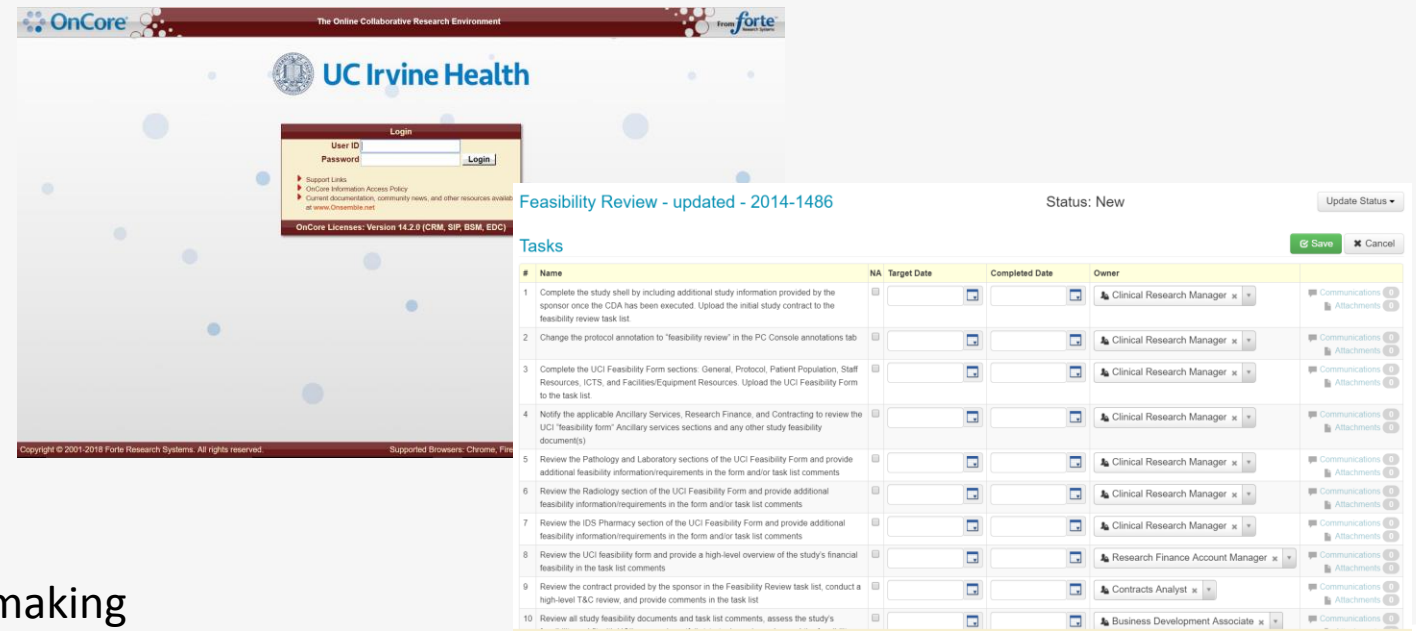 OnCore
The Online Collaborative Research Environment
From forte
Research Systems
UC Irvine Health
Login
User ID
Password
Login
Support Links
OnCore Information Access Policy
Current documentation, community news, and other resources availab
at www.Onsemble.net
OnCore Licenses: Version 14.2.0 (CRM, SIP, BSM, EDC)
Copyright © 2001-2018 Forte Research Systems. All rights reserved.
Supported Browsers: Chrome, Fire
Feasibility Review - updated - 2014-1486
Status: New
Update Status
Tasks
Save
Cancel
# Name NA Target Date Completed Date Owner
1 Complete the study shell by including additional study information provided by the
sponsor once the CDA has been executed. Upload the initial study contract to the
feasibility review task list.
Clinical Research Manager ×
Communications 0
Attachments 0
2 Change the protocol annotation to "feasibility review" in the PC Console annotations tab
Clinical Research Manager ×
Communications 0
Attachments 0
3 Complete the UCI Feasibility Form sections: General, Protocol, Patient Population, Staff
Resources, ICTS, and Facilities/Equipment Resources. Upload the UCI Feasibility Form
to the task list.
Clinical Research Manager ×
Communications 0
Attachments 0
4 Notify the applicable Ancillary Services, Research Finance, and Contracting to review the
UCI "feasibility form" Ancillary services sections and any other study feasibility
document(s)
Clinical Research Manager ×
Communications 0
Attachments 0
5 Review the Pathology and Laboratory sections of the UCI Feasibility Form and provide
additional feasibility information/requirements in the form and/or task list comments
Clinical Research Manager ×
Communications 0
Attachments 0
6 Review the Radiology section of the UCI Feasibility Form and provide additional
feasibility information/requirements in the form and/or task list comments
Clinical Research Manager ×
Communications 0
Attachments 0
7 Review the IDS Pharmacy section of the UCI Feasibility Form and provide additional
feasibility information/requirements in the form and/or task list comments
Clinical Research Manager ×
Communications 0
Attachments 0
8 Review the UCI feasibility form and provide a high-level overview of the study's financial
feasibility in the task list comments
Research Finance Account Manager ×
Communications 0
Attachments 0
9 Review the contract provided by the sponsor in the Feasibility Review task list, conduct a
high-level T&C review, and provide comments in the task list
Contracts Analyst ×
Communications 0
Attachments 0
10 Review all study feasibility documents and task list comments, assess the study's
Business Development Associate ×
Communications 0
making